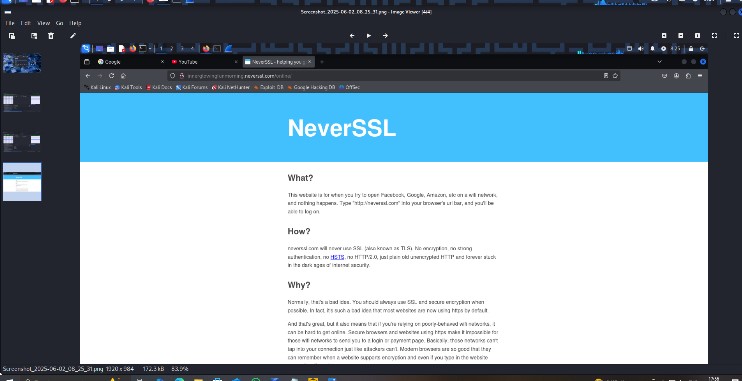 Screenshot_2025-06-02_08_25_31.png - Image Viewer [4/4]
File Edit View Go Help
8:25
Google
YouTube
NeverSSL - helping you
neverssl.com/online
Kali Linux Kali Tools Kali Docs Kali Forums Kali NetHunter Exploit-DB Google Hacking DB OffSec
NeverSSL
What?
This website is for when you try to open Facebook, Google, Amazon, etc on a wifi network,
and nothing happens. Type "http://neverssl.com" into your browser's url bar, and you'll be
able to log on.
How?
neverssl.com will never use SSL (also known as TLS). No encryption, no strong
authentication, no HSTS, no HTTP/2.0, just plain old unencrypted HTTP and forever stuck
in the dark ages of internet security.
Why?
Normally, that's a bad idea. You should always use SSL and secure encryption when
possible. In fact, it's such a bad idea that most websites are now using https by default.
And that's great, but it also means that if you're relying on poorly-behaved wifi networks, it
can be hard to get online. Secure browsers and websites using https make it impossible for
those wifi networks to send you to a login or payment page. Basically, those networks can't
tap into your connection just like attackers can't. Modern browsers are so good that they
can remember when a website supports encryption and even if you type in the website
Screenshot_2025-06-02_08_25_31.png 1920 x 984 172.3 kB 83.9%